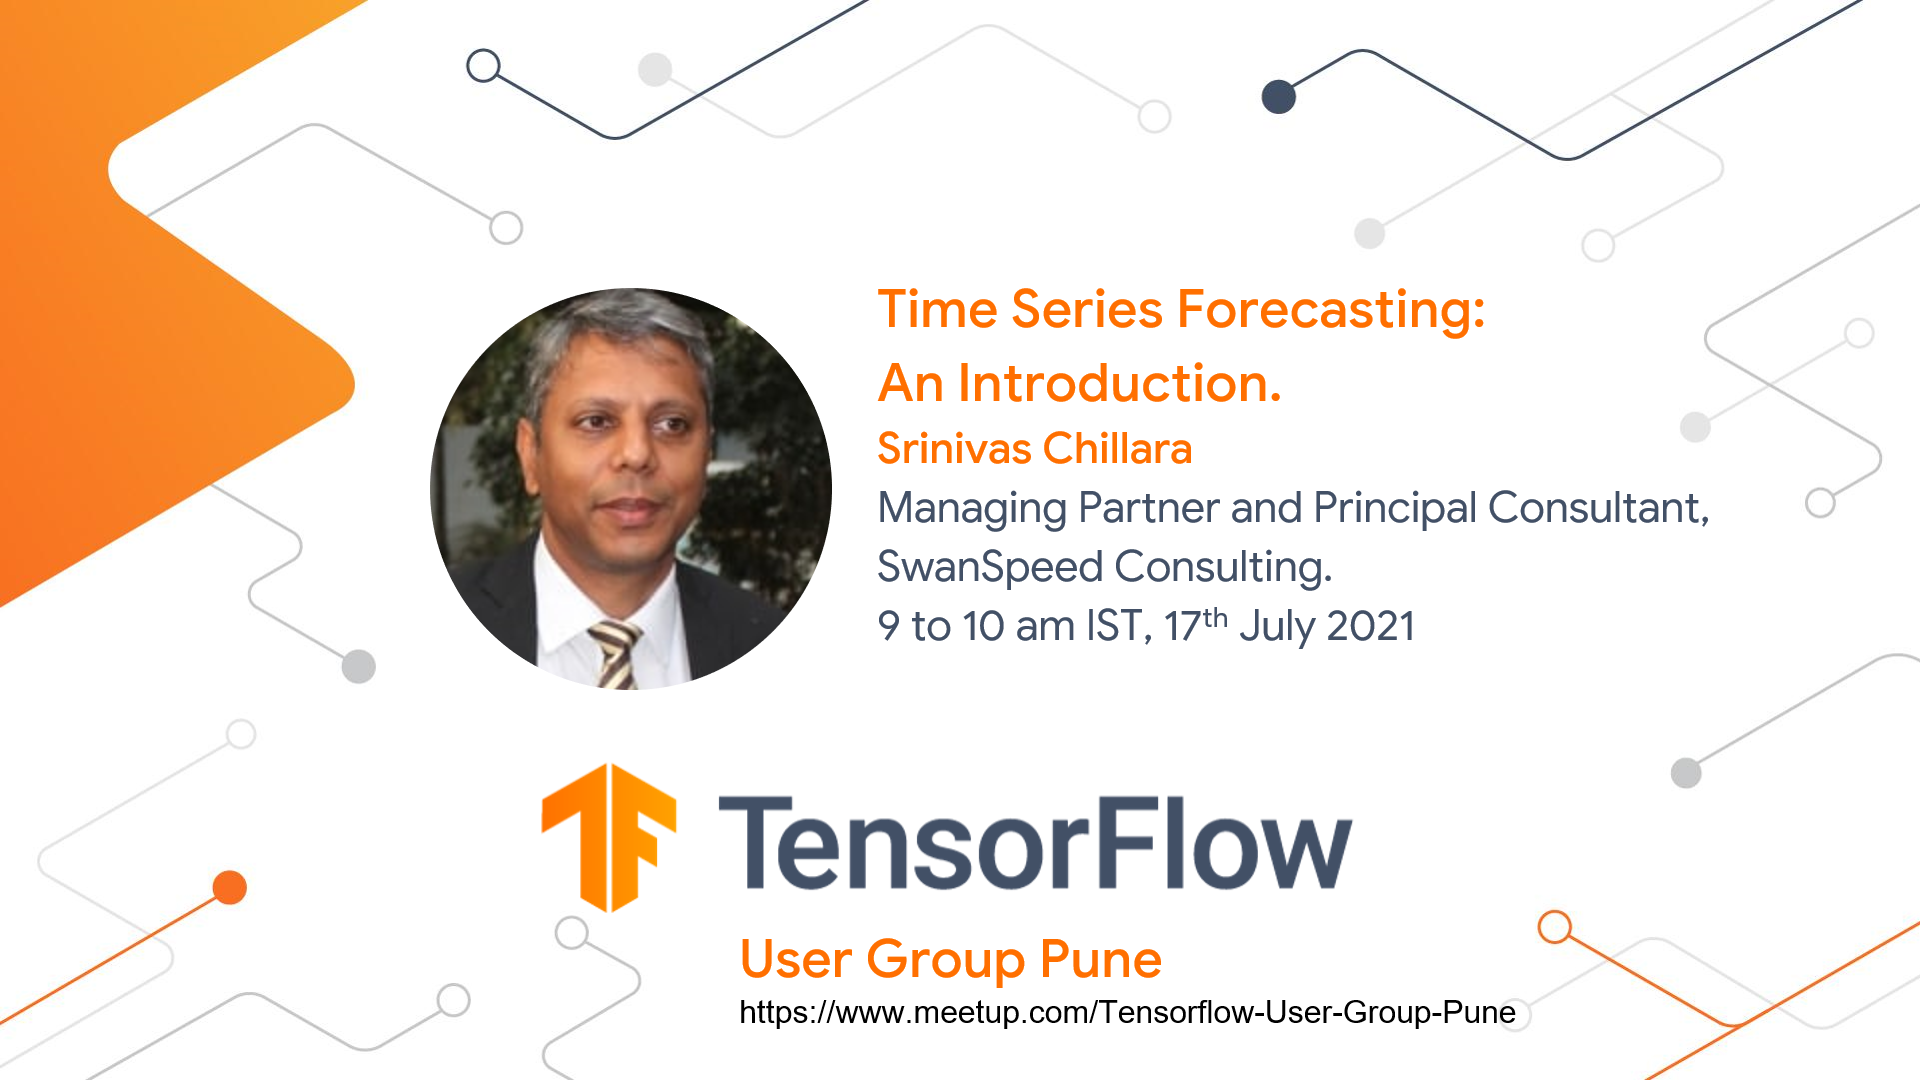 Time Series Forecasting:
An Introduction.
Srinivas Chillara
Managing Partner and Principal Consultant,
SwanSpeed Consulting.
9 to 10 am IST, 17th July 2021
TensorFlow
User Group Pune
https://www.meetup.com/Tensorflow-User-Group-Pune